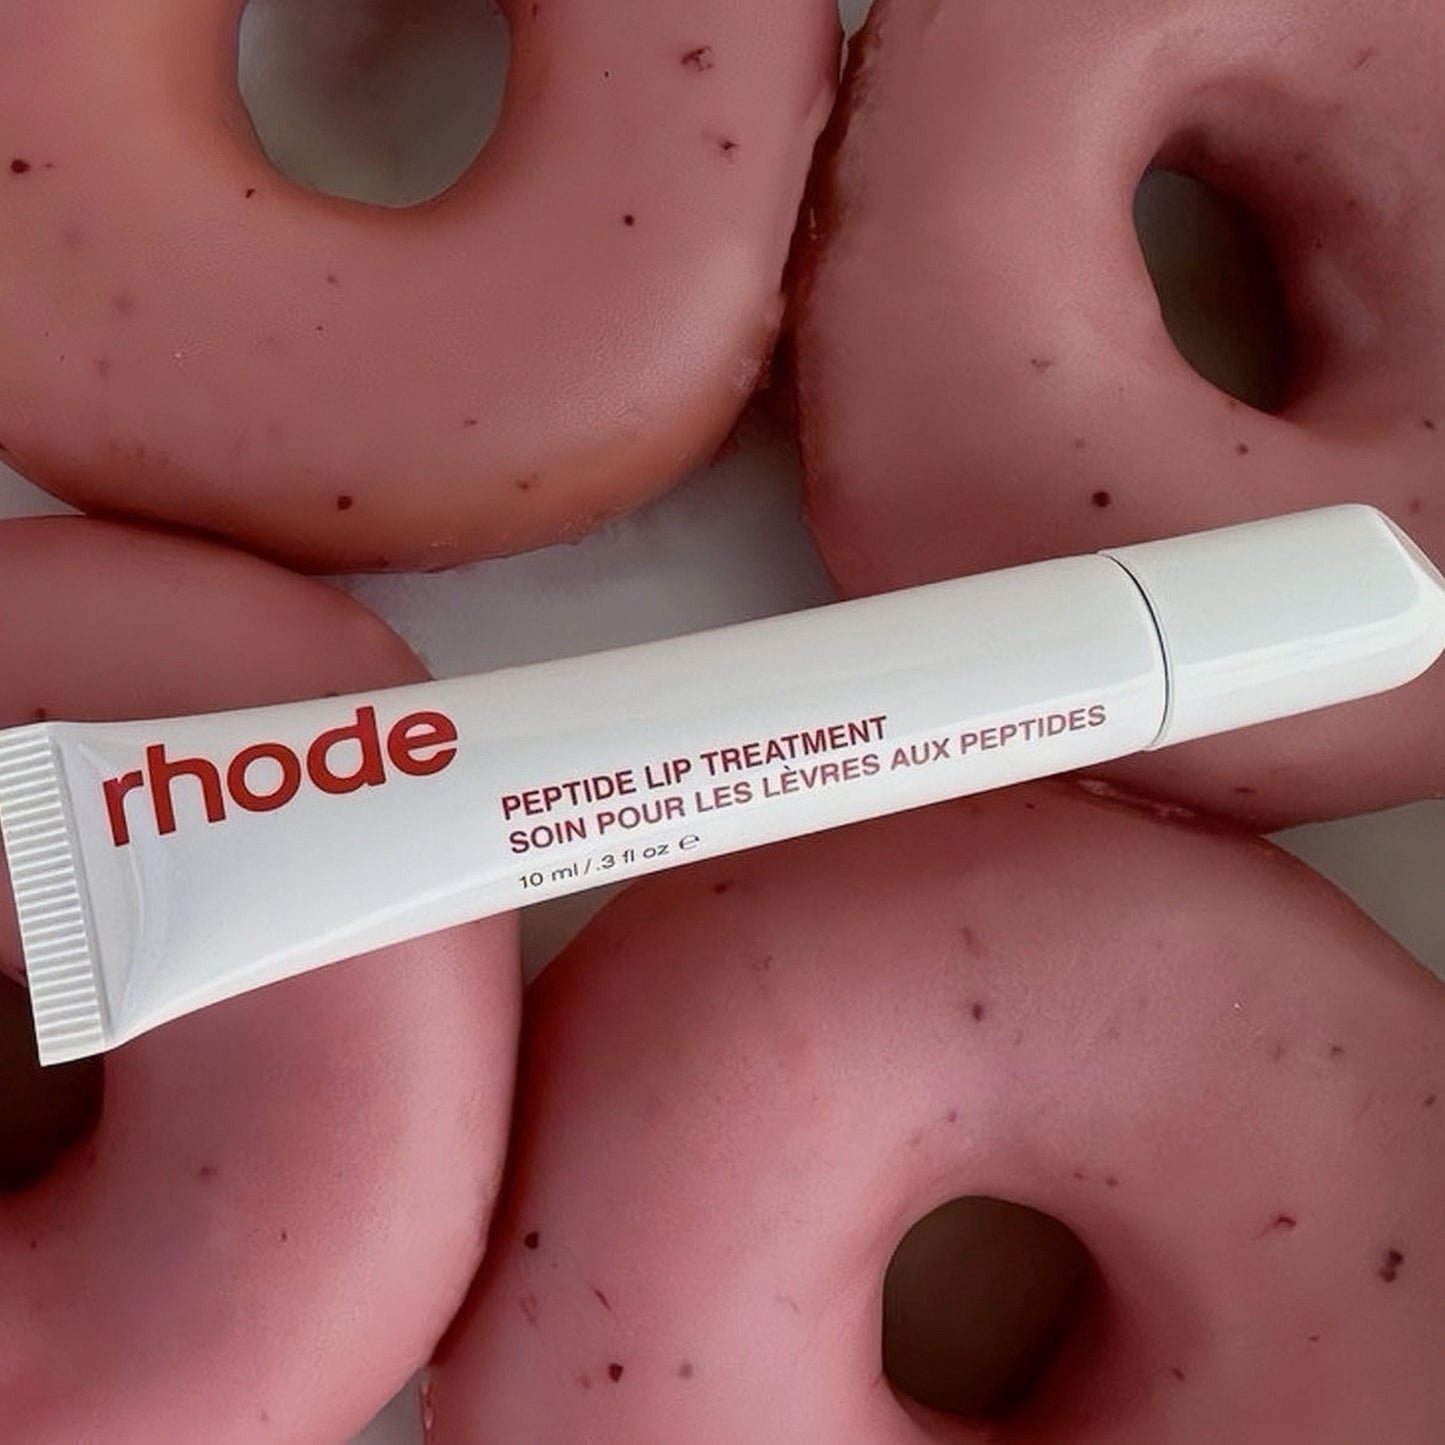 rhode
PEPTIDE LIP TREATMENT
SOIN POUR LES LÈVRES AUX PEPTIDES
10 ml / .3 fl oz ℮